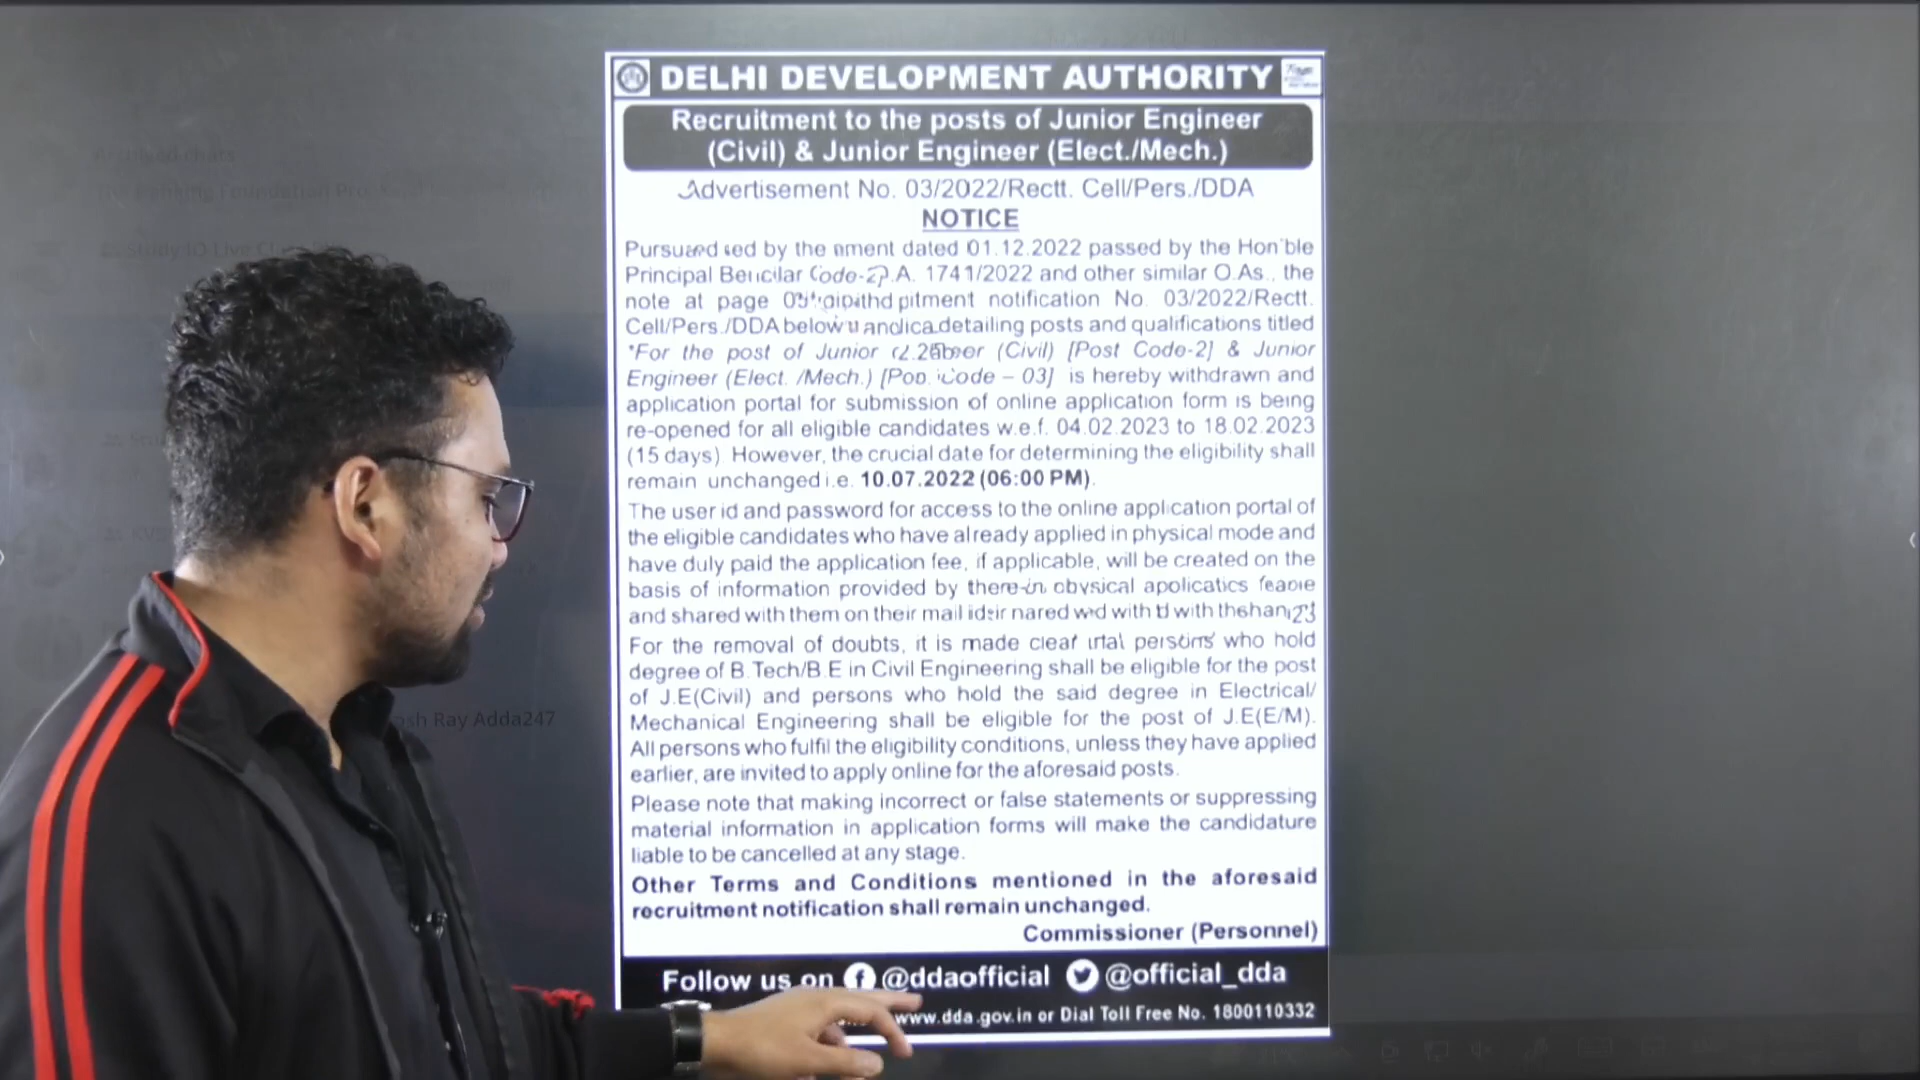 DELHI DEVELOPMENT AUTHORITY
Recruitment to the posts of Junior Engineer
(Civil) & Junior Engineer (Elect./Mech.)
Advertisement No. 03/2022/Rectt. Cell/Pers./DDA
NOTICE
by the dated 01.12.2022 passed by the Hon'ble
Principal A. 1741/2022 and other similar O.As., the
note at page notification No. 03/2022/Rectt.
Cell/Pers./DDA below detailing posts and qualifications titled
"For the post of Junior (Civil) [Post Code-2] & Junior
Engineer (Elect. /Mech.) Code – 03] is hereby withdrawn and
application portal for submission of online application form is being
re-opened for all eligible candidates w.e.f. 04.02.2023 to 18.02.2023
(15 days) However, the crucial date for determining the eligibility shall
remain unchanged i.e. 10.07.2022 (06:00 PM).
The user id and password for access to the online application portal of
the eligible candidates who have already applied in physical mode and
have duly paid the application fee, if applicable, will be created on the
basis of information provided by
and shared with them on their mail with
For the removal of doubts, it is made clear persons who hold
degree of B.Tech/B.E in Civil Engineering shall be eligible for the post
of J.E(Civil) and persons who hold the said degree in Electrical/
Mechanical Engineering shall be eligible for the post of J.E(E/M).
All persons who fulfil the eligibility conditions, unless they have applied
earlier, are invited to apply online for the aforesaid posts.
Please note that making incorrect or false statements or suppressing
material information in application forms will make the candidature
liable to be cancelled at any stage.
Other Terms and Conditions mentioned in the aforesaid
recruitment notification shall remain unchanged.
Commissioner (Personnel)
Follow us on @ddaofficial @official_dda
www.dda.gov.in or Dial Toll Free No. 1800110332
Archived chats
Study IQ Live
sh Ray Adda247